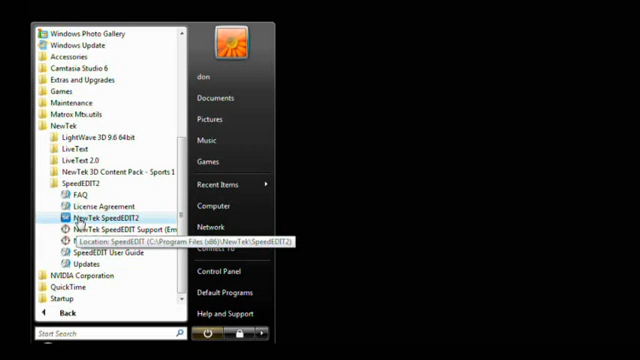 Windows Photo Gallery
Windows Update
Accessories
Camtasia Studio 6
Extras and Upgrades
Games
Maintenance
Matrox Mtx.utils
NewTek
LightWave 3D 9.6 64bit
LiveText
LiveText 2.0
NewTek 3D Content Pack - Sports 1
SpeedEDIT2
FAQ
License Agreement
NewTek SpeedEDIT2
NewTek SpeedEDIT Support (Em
Location: SpeedEDIT (C:\Program Files (x86)\NewTek\SpeedEDIT2)
SpeedEDIT User Guide
Updates
NVIDIA Corporation
QuickTime
Startup
Back
Start Search
don
Documents
Pictures
Music
Games
Recent Items
Computer
Network
Connect To
Control Panel
Default Programs
Help and Support